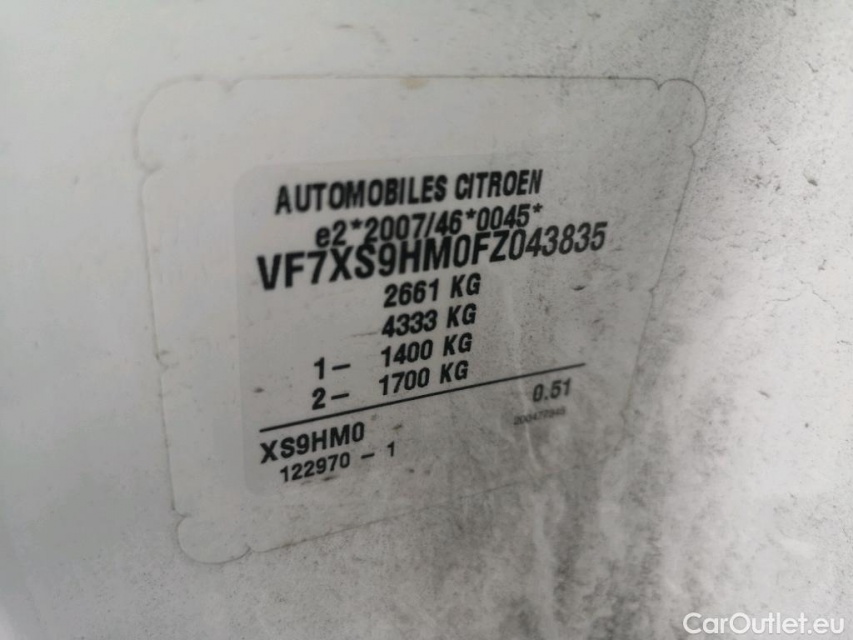 AUTOMOBILES CITROEN
e2*2007/46*0045*
VF7XS9HM0FZ043835
2661 KG
4333 KG
1- 1400 KG
2- 1700 KG
0.51
XS9HM0
122970 - 1
CarOutlet.eu